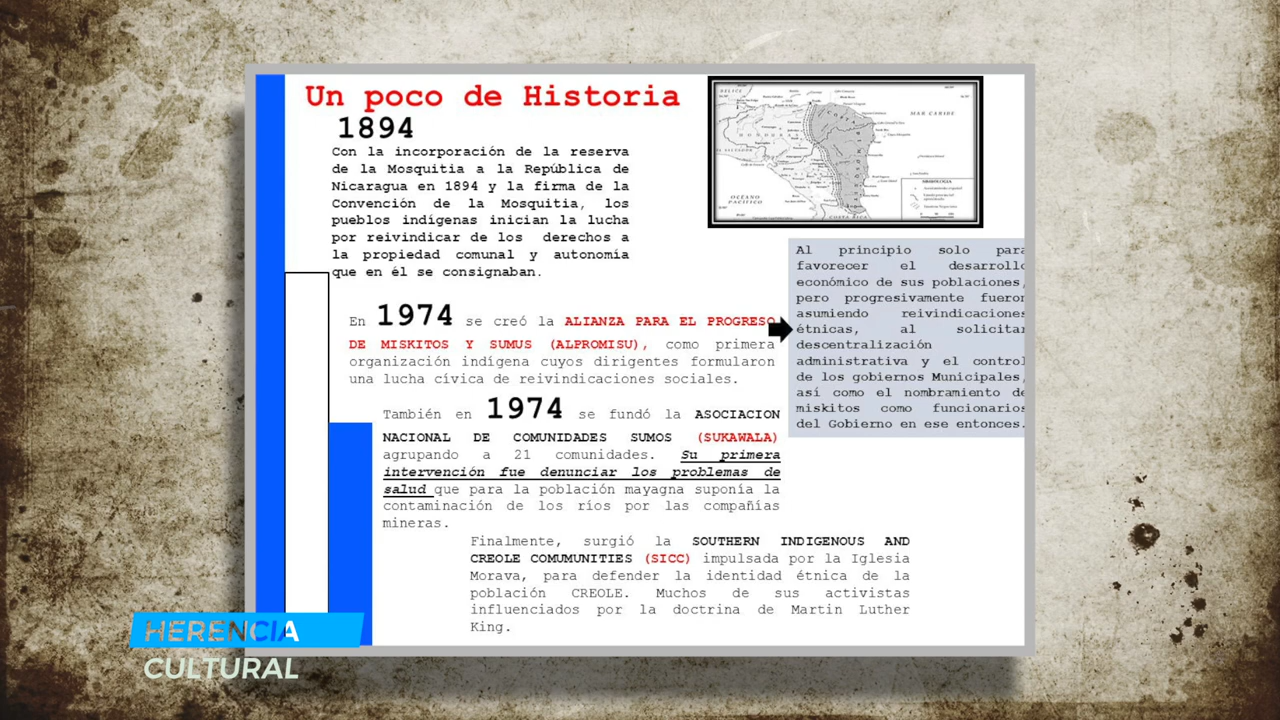 Un poco de Historia
1894
Con la incorporación de la reserva
de la Mosquitia a la República de
Nicaragua en 1894 y la firma de la
Convención de la Mosquitia, los
pueblos indígenas inician la lucha
por reivindicar de los derechos a
la propiedad comunal y autonomía
que en él se consignaban.
BELICE
HONDURAS
MAR CARIBE
OCÉANO
PACÍFICO
COSTA RICA
En 1974 se creó la ALIANZA PARA EL PROGRESO
DE MISKITOS Y SUMUS (ALPROMISU), como primera
organización indígena cuyos dirigentes formularon
una lucha cívica de reivindicaciones sociales.
Al principio solo para
favorecer el desarrollo
económico de sus poblaciones,
pero progresivamente fueron
asumiendo reivindicaciones
étnicas, al solicitar
descentralización
administrativa y el control
de los gobiernos Municipales,
así como el nombramiento de
miskitos como funcionarios
del Gobierno en ese entonces.
También en 1974 se fundó la ASOCIACION
NACIONAL DE COMUNIDADES SUMOS (SUKAWALA)
agrupando a 21 comunidades. Su primera
intervención fue denunciar los problemas de
salud que para la población mayagna suponía la
contaminación de los ríos por las compañías
mineras.
Finalmente, surgió la SOUTHERN INDIGENOUS AND
CREOLE COMUMUNITIES (SICC) impulsada por la Iglesia
Morava, para defender la identidad étnica de la
población CREOLE. Muchos de sus activistas
influenciados por la doctrina de Martin Luther
King.
HERENCIA
CULTURAL